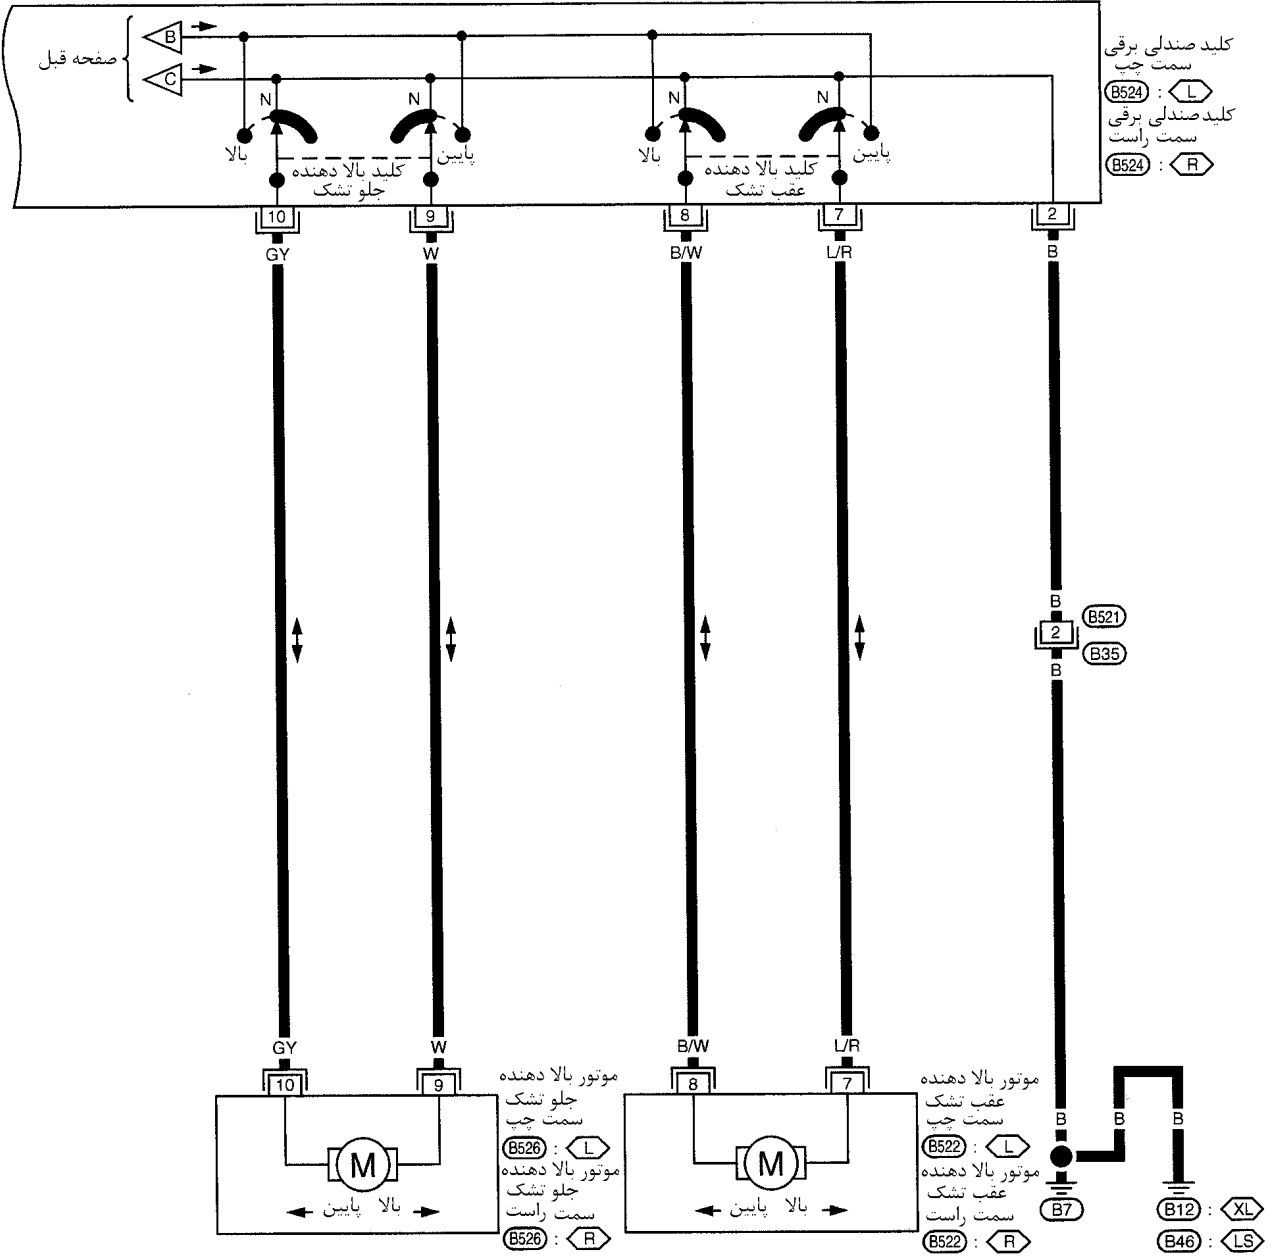 صفحه قبل
B
C
کلید صندلی برقی
سمت چپ
B524 : L
کلید صندلی برقی
سمت راست
B524 : R
N
N
N
N
بالا
پایین
بالا
پایین
کلید بالا دهنده
جلو تشک
کلید بالا دهنده
عقب تشک
10
9
8
7
2
GY
W
B/W
L/R
B
B
B521
2
B35
B
GY
W
B/W
L/R
10
9
8
7
موتور بالا دهنده
جلو تشک
سمت چپ
B526 : L
موتور بالا دهنده
جلو تشک
سمت راست
B526 : R
M
بالا پایین
موتور بالا دهنده
عقب تشک
سمت چپ
B522 : L
موتور بالا دهنده
عقب تشک
سمت راست
B522 : R
M
بالا پایین
B
B
B
B7
B12 : XL
B46 : LS